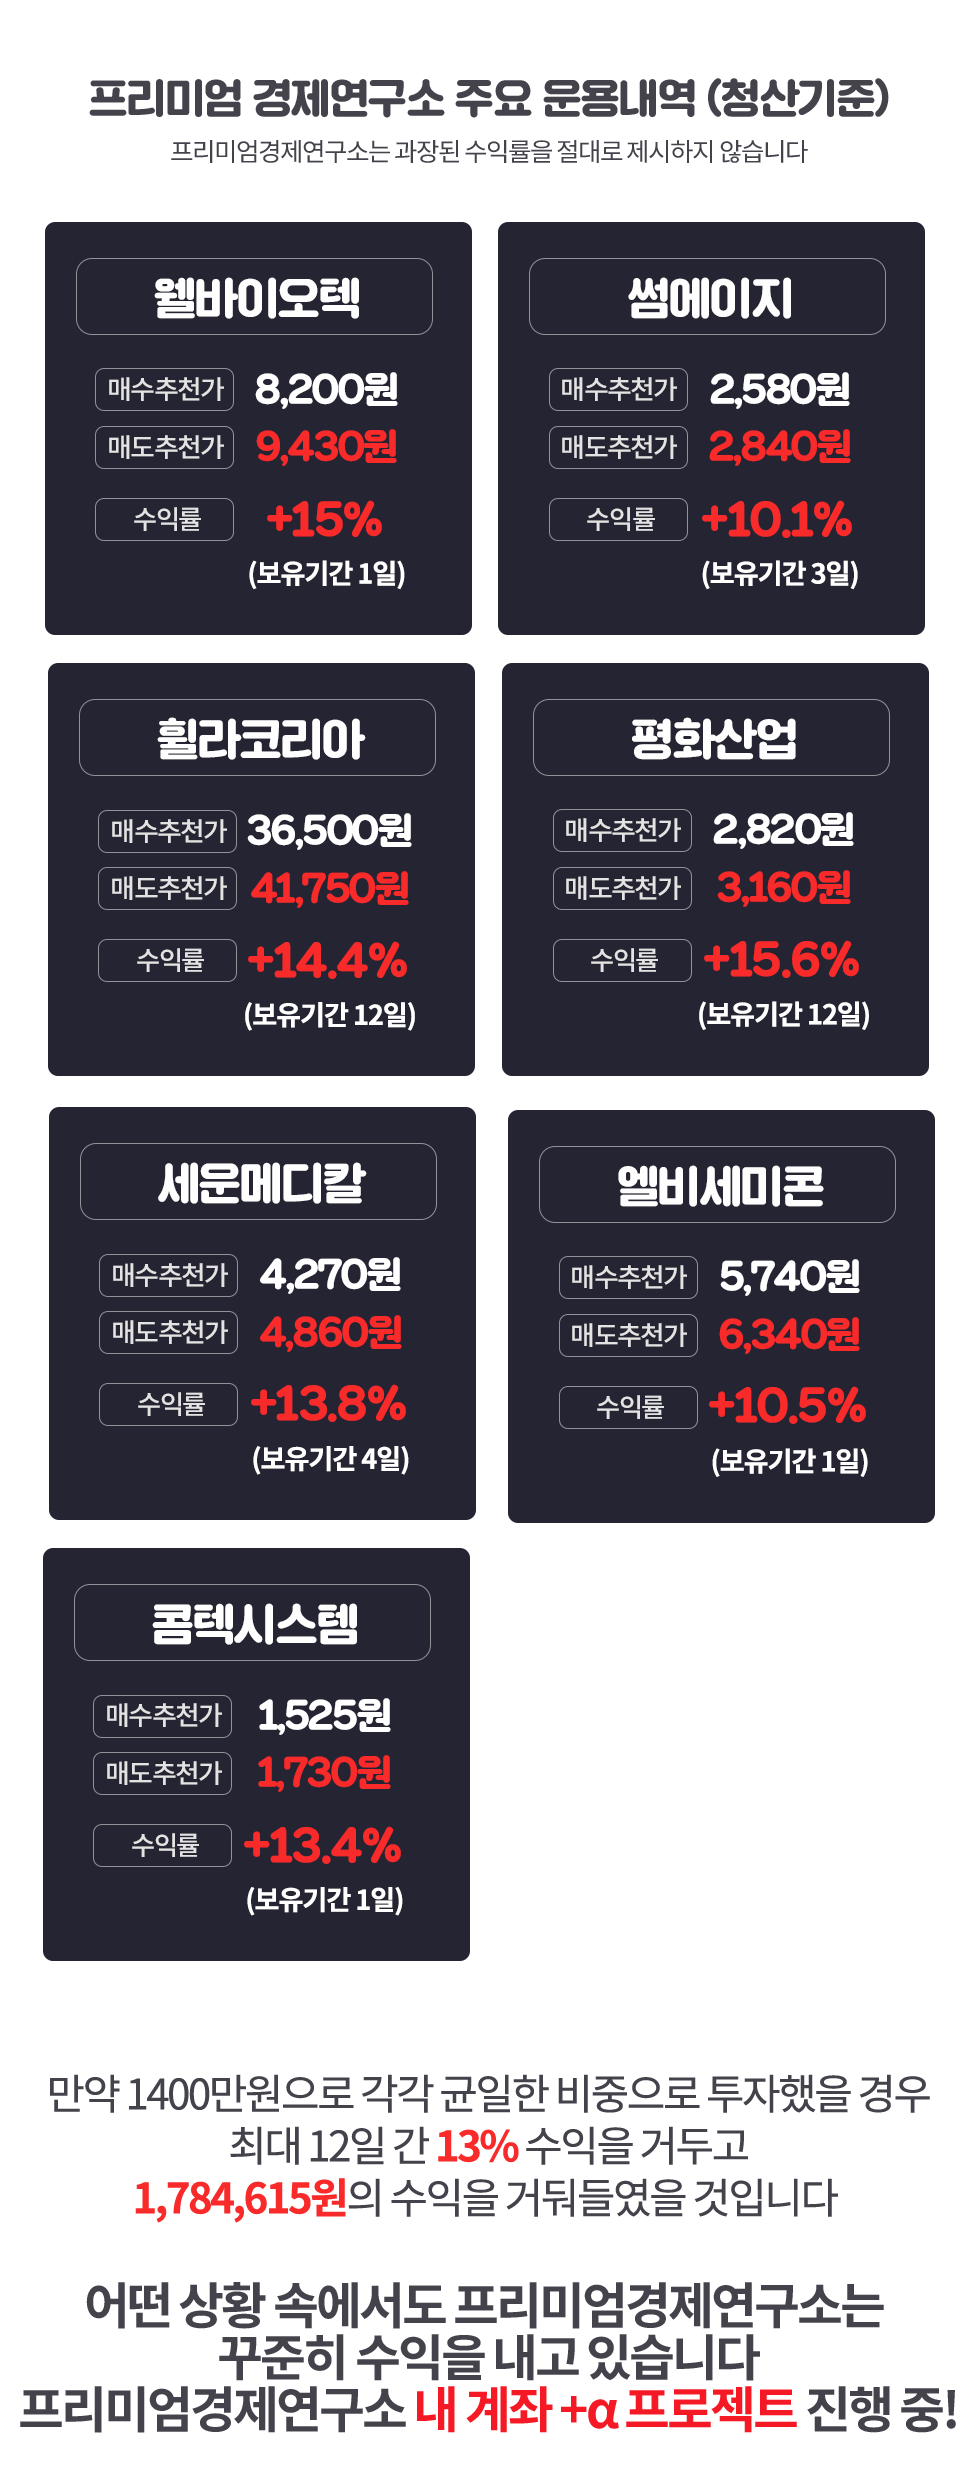 프리미엄 경제연구소 주요 운용내역 (청산기준)
프리미엄경제연구소는 과장된 수익률을 절대로 제시하지 않습니다
웰바이오텍
매수추천가 8,200원
매도추천가 9,430원
수익률 +15%
(보유기간 1일)
썸에이지
매수추천가 2,580원
매도추천가 2,840원
수익률 +10.1%
(보유기간 3일)
휠라코리아
매수추천가 36,500원
매도추천가 41,750원
수익률 +14.4%
(보유기간 12일)
평화산업
매수추천가 2,820원
매도추천가 3,160원
수익률 +15.6%
(보유기간 12일)
세운메디칼
매수추천가 4,270원
매도추천가 4,860원
수익률 +13.8%
(보유기간 4일)
엘비세미콘
매수추천가 5,740원
매도추천가 6,340원
수익률 +10.5%
(보유기간 1일)
콤텍시스템
매수추천가 1,525원
매도추천가 1,730원
수익률 +13.4%
(보유기간 1일)
만약 1400만원으로 각각 균일한 비중으로 투자했을 경우
최대 12일 간 13% 수익을 거두고
1,784,615원의 수익을 거둬들였을 것입니다
어떤 상황 속에서도 프리미엄경제연구소는
꾸준히 수익을 내고 있습니다
프리미엄경제연구소 내 계좌 +α 프로젝트 진행 중!